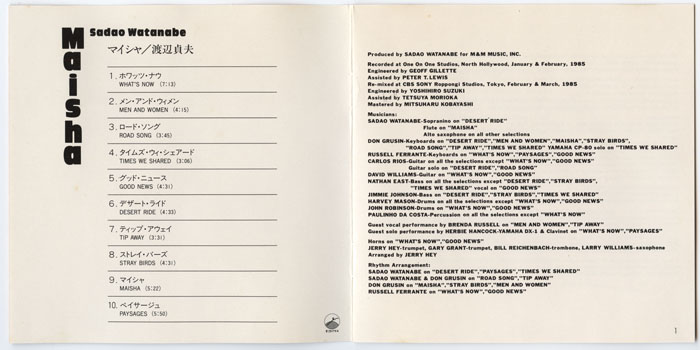 Maisha
Sadao Watanabe
マイシャ／渡辺貞夫
1. ホワッツ・ナウ
WHAT'S NOW (7:13)
2. メン・アンド・ウィメン
MEN AND WOMEN (4:15)
3. ロード・ソング
ROAD SONG (3:45)
4. タイムズ・ウィ・シェアード
TIMES WE SHARED (3:06)
5. グッド・ニュース
GOOD NEWS (4:31)
6. デザート・ライド
DESERT RIDE (4:33)
7. ティップ・アウェイ
TIP AWAY (3:31)
8. ストレイ・バーズ
STRAY BIRDS (4:31)
9. マイシャ
MAISHA (5:22)
10. ペイサージュ
PAYSAGES (5:50)
Produced by SADAO WATANABE for M&M MUSIC, INC.
Recorded at One On One Studios, North Hollywood, January & February, 1985
Engineered by GEOFF GILLETTE
Assisted by PETER T. LEWIS
Re-mixed at CBS SONY Roppongi Studios, Tokyo, February & March, 1985
Engineered by YOSHIHIRO SUZUKI
Assisted by TETSUYA MORIOKA
Mastered by MITSUHARU KOBAYASHI
Musicians:
SADAO WATANABE-Sopranino on "DESERT RIDE"
Flute on "MAISHA"
Alto saxophone on all other selections
DON GRUSIN-Keyboards on "DESERT RIDE","MEN AND WOMEN","MAISHA","STRAY BIRDS",
"ROAD SONG","TIP AWAY","TIMES WE SHARED" YAMAHA CP-80 solo on "TIMES WE SHARED"
RUSSELL FERRANTE-Keyboards on "WHAT'S NOW","PAYSAGES","GOOD NEWS"
CARLOS RIOS-Guitar on all the selections except "WHAT'S NOW","GOOD NEWS"
Guitar solo on "DESERT RIDE","ROAD SONG"
DAVID WILLIAMS-Guitar on "WHAT'S NOW","GOOD NEWS"
NATHAN EAST-Bass on all the selections except "DESERT RIDE","STRAY BIRDS",
"TIMES WE SHARED" vocal on "GOOD NEWS"
JIMMIE JOHNSON-Bass on "DESERT RIDE","STRAY BIRDS","TIMES WE SHARED"
HARVEY MASON-Drums on all the selections except "WHAT'S NOW","GOOD NEWS"
JOHN ROBINSON-Drums on "WHAT'S NOW","GOOD NEWS"
PAULINHO DA COSTA-Percussion on all the selections except "WHAT'S NOW"
Guest vocal performance by BRENDA RUSSELL on "MEN AND WOMEN","TIP AWAY"
Guest solo performance by HERBIE HANCOCK-YAMAHA DX-1 & Clavinet on "WHAT'S NOW","PAYSAGES"
Horns on "WHAT'S NOW","GOOD NEWS"
JERRY HEY-trumpet, GARY GRANT-trumpet, BILL REICHENBACH-trombone, LARRY WILLIAMS-saxophone
Arranged by JERRY HEY
Rhythm Arrangement:
SADAO WATANABE on "DESERT RIDE","PAYSAGES","TIMES WE SHARED"
SADAO WATANABE & DON GRUSIN on "ROAD SONG","TIP AWAY"
DON GRUSIN on "MAISHA","STRAY BIRDS","MEN AND WOMEN"
RUSSELL FERRANTE on "WHAT'S NOW","GOOD NEWS"
1